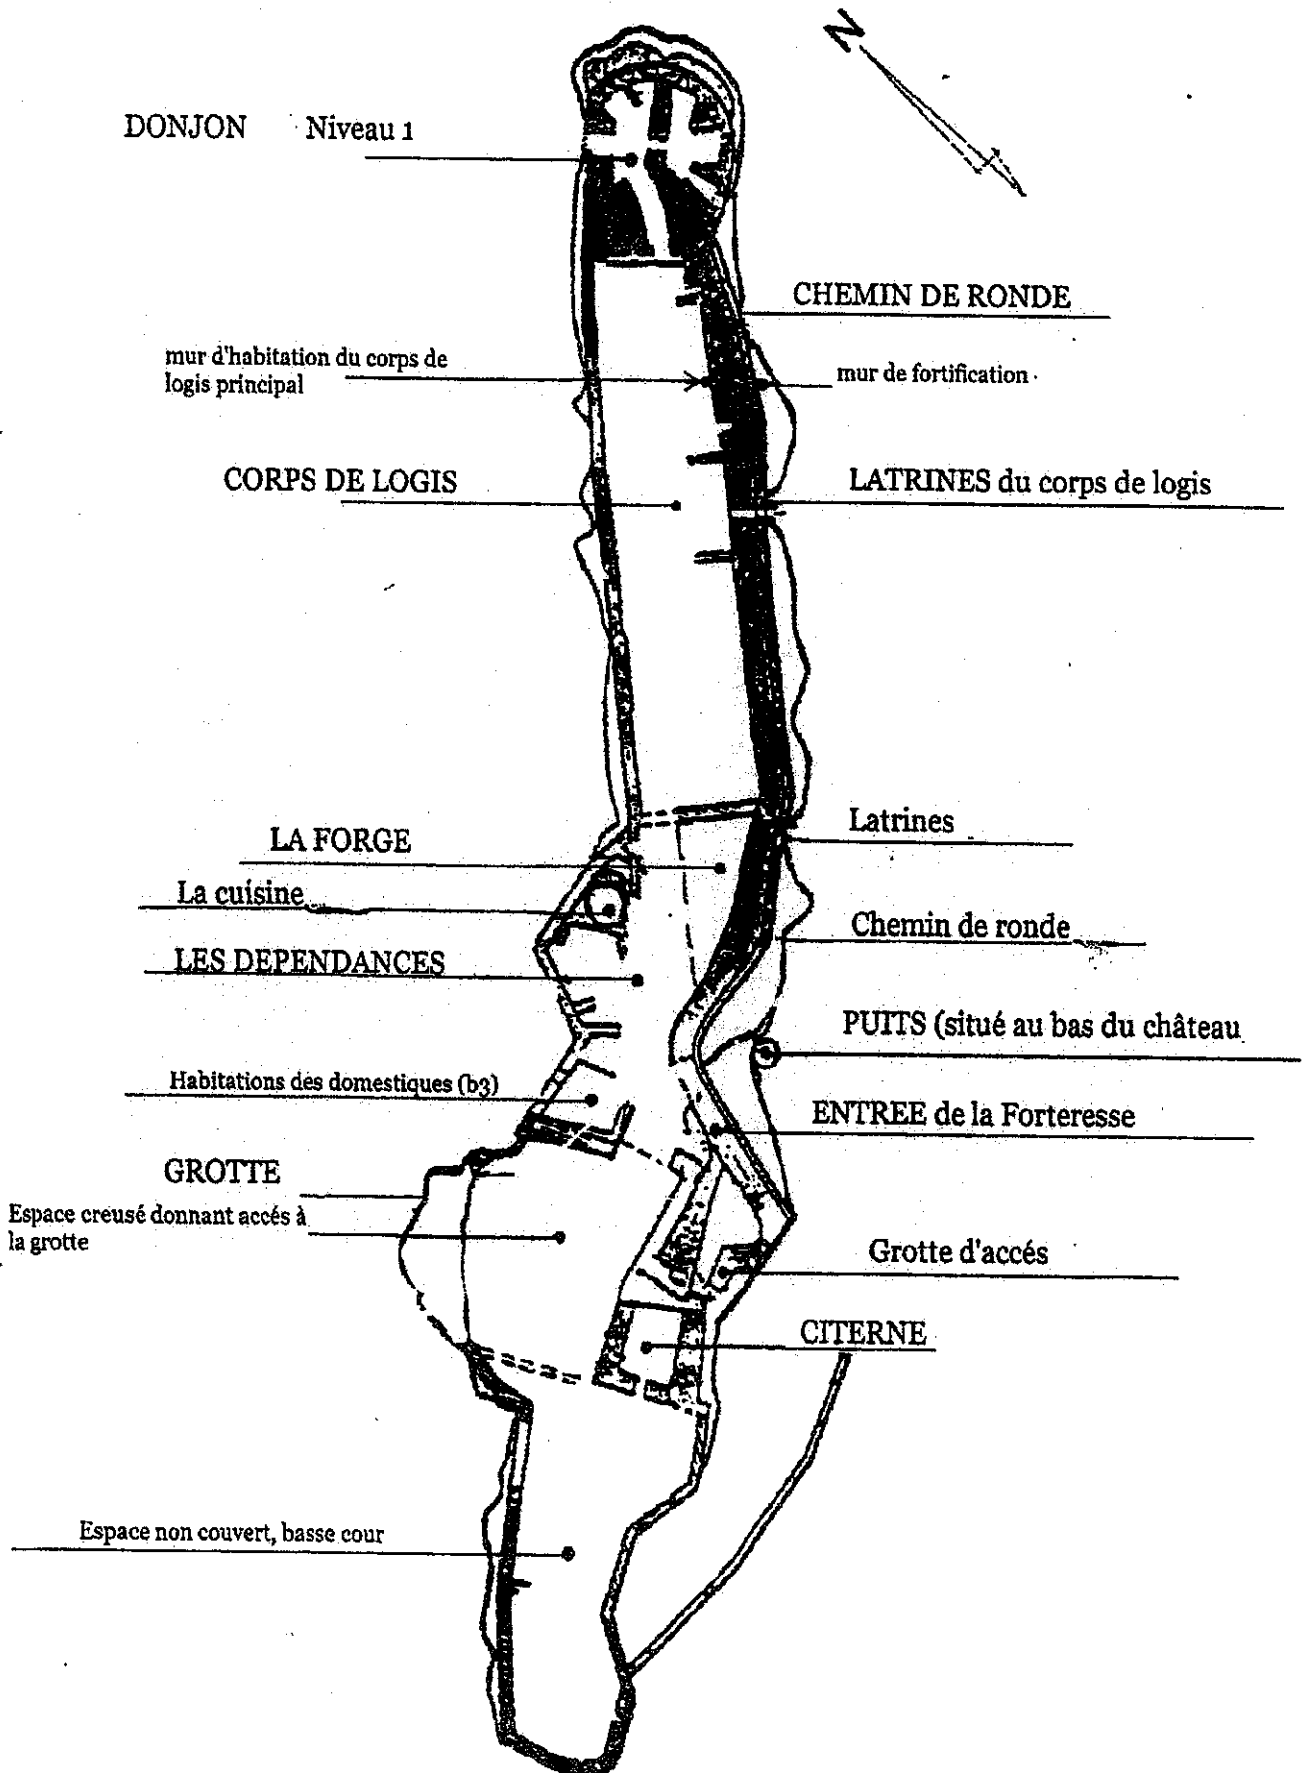 N
DONJON Niveau 1
CHEMIN DE RONDE
mur d'habitation du corps de
logis principal
mur de fortification
CORPS DE LOGIS
LATRINES du corps de logis
LA FORGE
Latrines
La cuisine
Chemin de ronde
LES DEPENDANCES
PUITS (situé au bas du château
Habitations des domestiques (b3)
ENTREE de la Forteresse
GROTTE
Espace creusé donnant accés à
la grotte
Grotte d'accés
CITERNE
Espace non couvert, basse cour